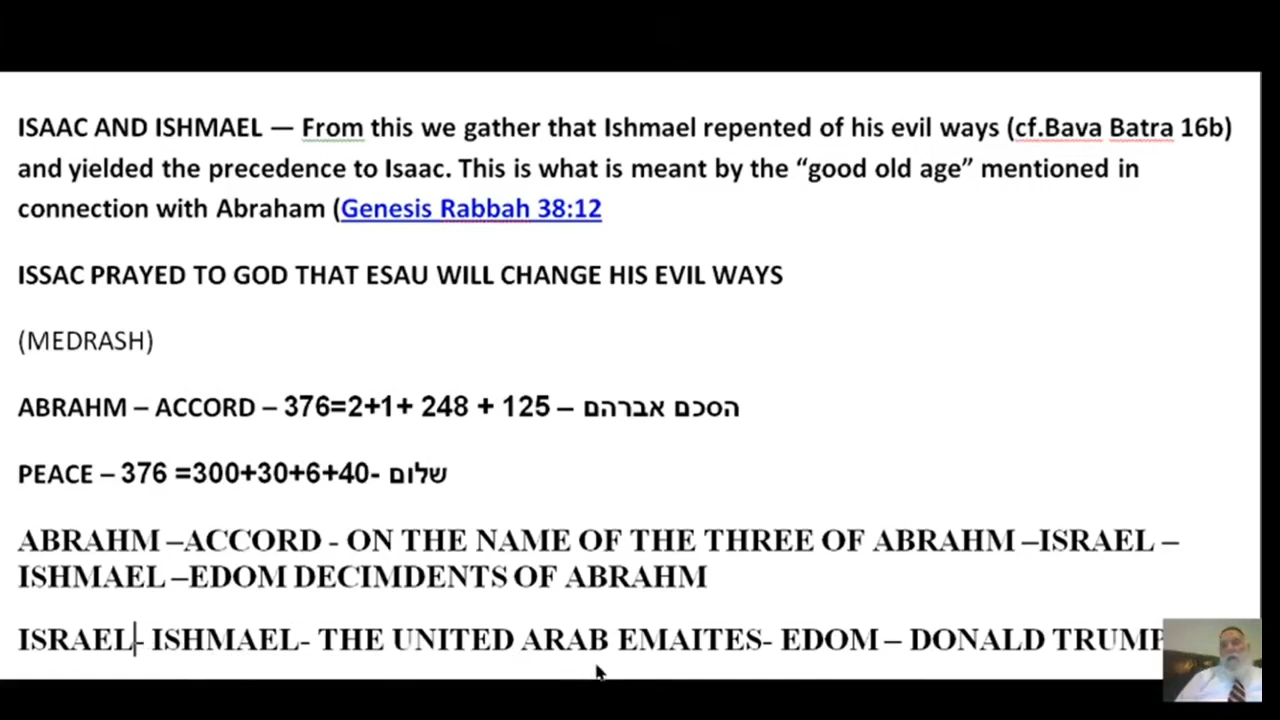 ISAAC AND ISHMAEL — From this we gather that Ishmael repented of his evil ways (cf.Bava Batra 16b)
and yielded the precedence to Isaac. This is what is meant by the “good old age” mentioned in
connection with Abraham (Genesis Rabbah 38:12
ISSAC PRAYED TO GOD THAT ESAU WILL CHANGE HIS EVIL WAYS
(MEDRASH)
ABRAHM – ACCORD – 376=2+1+ 248 + 125 – הסכם אברהם
PEACE – 376 =300+30+6+40- שלום
ABRAHM –ACCORD - ON THE NAME OF THE THREE OF ABRAHM –ISRAEL –
ISHMAEL –EDOM DECIMDENTS OF ABRAHM
ISRAEL- ISHMAEL- THE UNITED ARAB EMAITES- EDOM – DONALD TRUMP